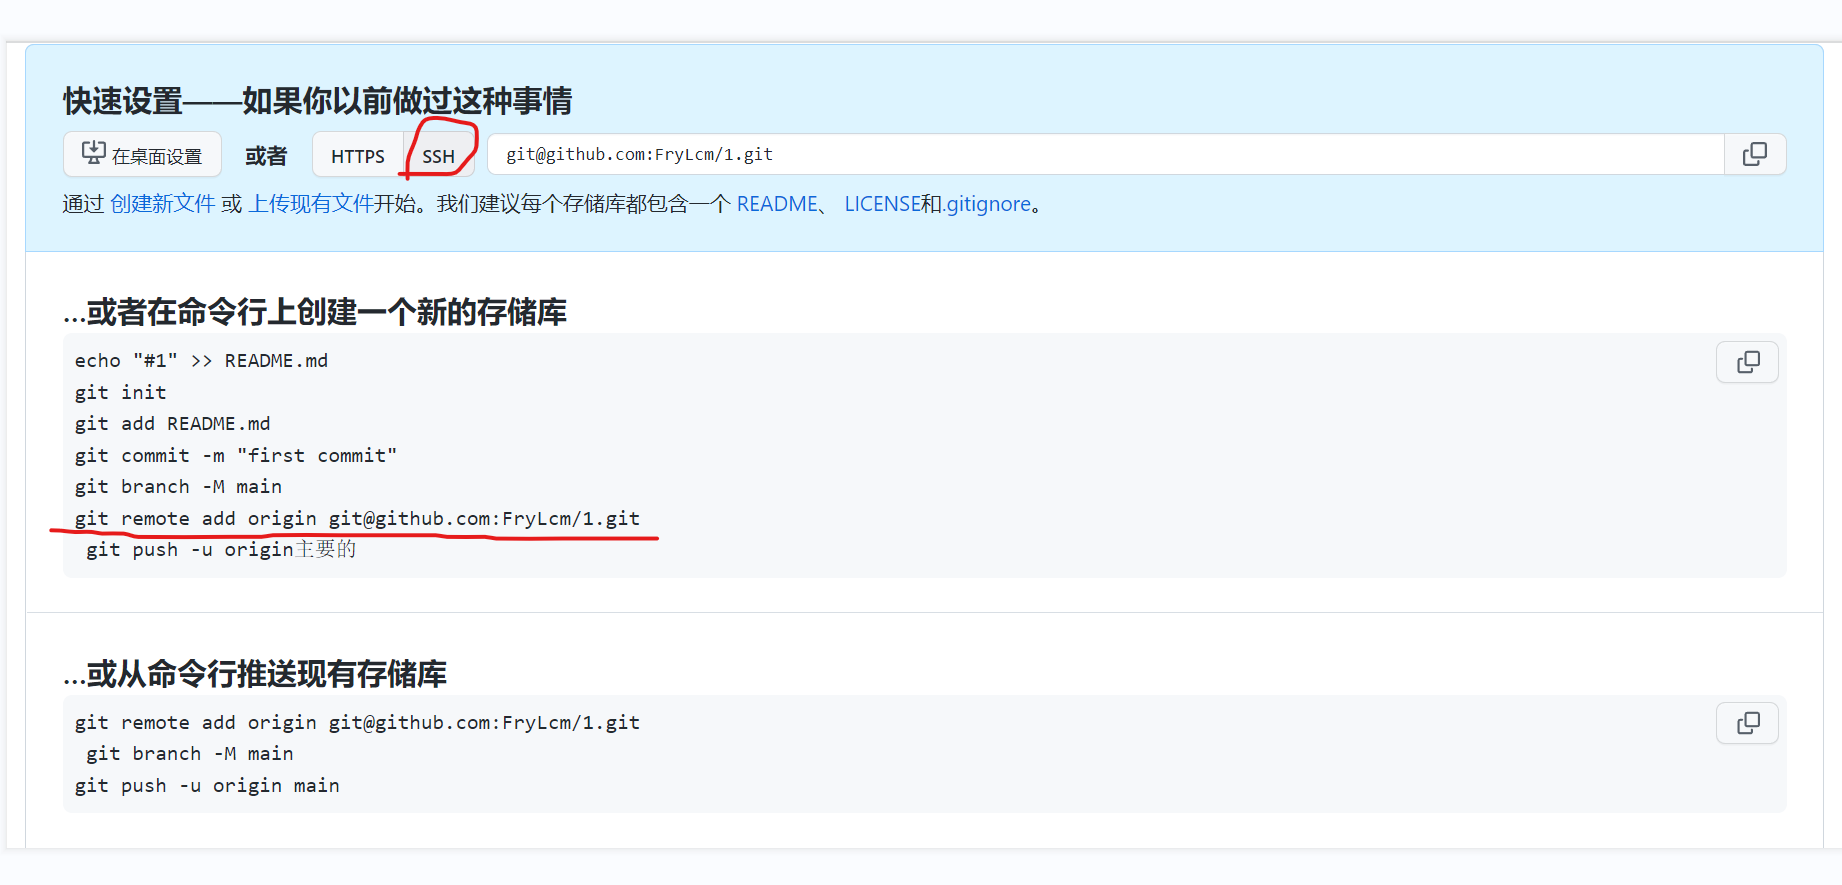 快速设置——如果你以前做过这种事情
在桌面设置 或者 HTTPS SSH git@github.com:FryLcm/1.git
通过 创建新文件 或 上传现有文件开始。我们建议每个存储库都包含一个 README、 LICENSE和.gitignore。
...或者在命令行上创建一个新的存储库
echo "#1" >> README.md
git init
git add README.md
git commit -m "first commit"
git branch -M main
git remote add origin git@github.com:FryLcm/1.git
git push -u origin主要的
...或从命令行推送现有存储库
git remote add origin git@github.com:FryLcm/1.git
git branch -M main
git push -u origin main